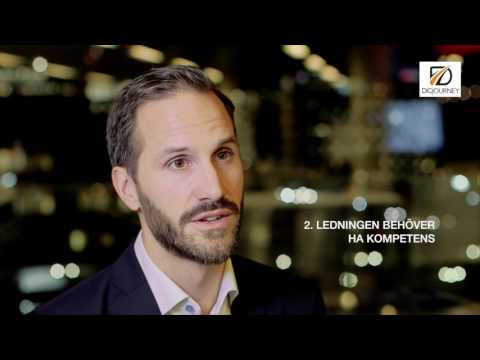 DIGJOURNEY
2. LEDNINGEN BEHÖVER
HA KOMPETENS